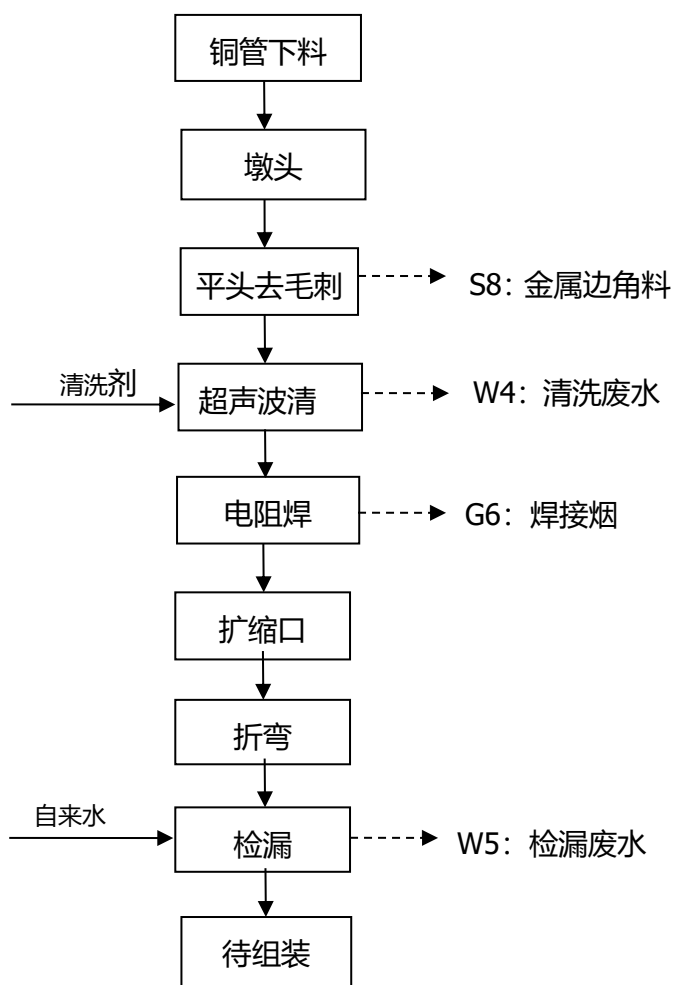 铜管下料
墩头
平头去毛刺
S8：金属边角料
清洗剂
超声波清
W4：清洗废水
电阻焊
G6：焊接烟
扩缩口
折弯
自来水
检漏
W5：检漏废水
待组装